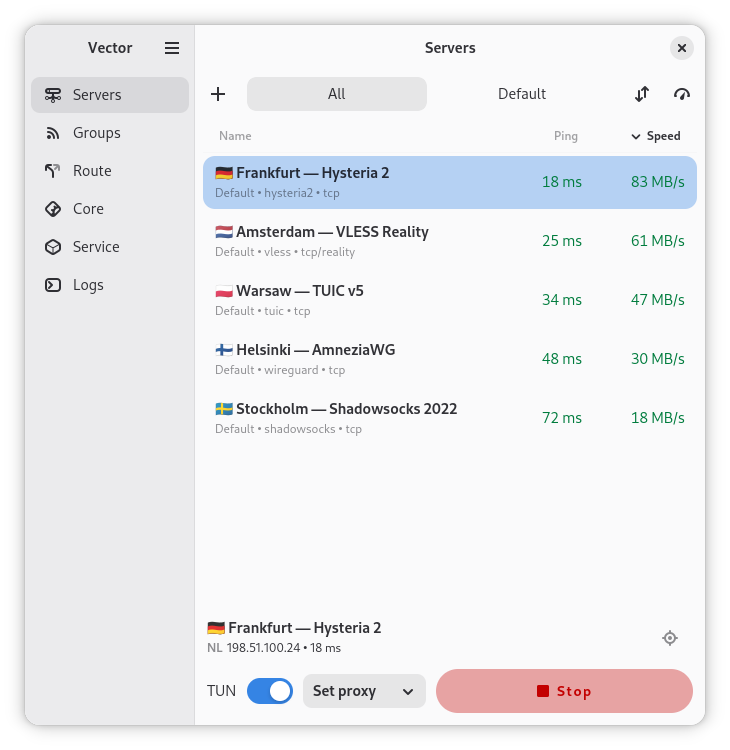 Vector
Servers
Servers
Groups
Route
Core
Service
Logs
All
Default
Name
Ping
Speed
Frankfurt — Hysteria 2
Default • hysteria2 • tcp
18 ms
83 MB/s
Amsterdam — VLESS Reality
Default • vless • tcp/reality
25 ms
61 MB/s
Warsaw — TUIC v5
Default • tuic • tcp
34 ms
47 MB/s
Helsinki — AmneziaWG
Default • wireguard • tcp
48 ms
30 MB/s
Stockholm — Shadowsocks 2022
Default • shadowsocks • tcp
72 ms
18 MB/s
Frankfurt — Hysteria 2
NL 198.51.100.24 • 18 ms
TUN
Set proxy
Stop